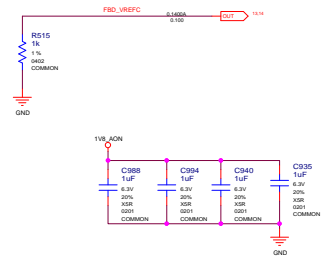 FBD_VREFC
0.1400A
0.100
OUT
13,14
R515
1k
1 %
0402
COMMON
GND
1V8_AON
C988
1uF
6.3V
20%
X5R
0201
COMMON
C994
1uF
6.3V
20%
X5R
0201
COMMON
C940
1uF
6.3V
20%
X5R
0201
COMMON
C935
1uF
6.3V
20%
X5R
0201
COMMON
GND